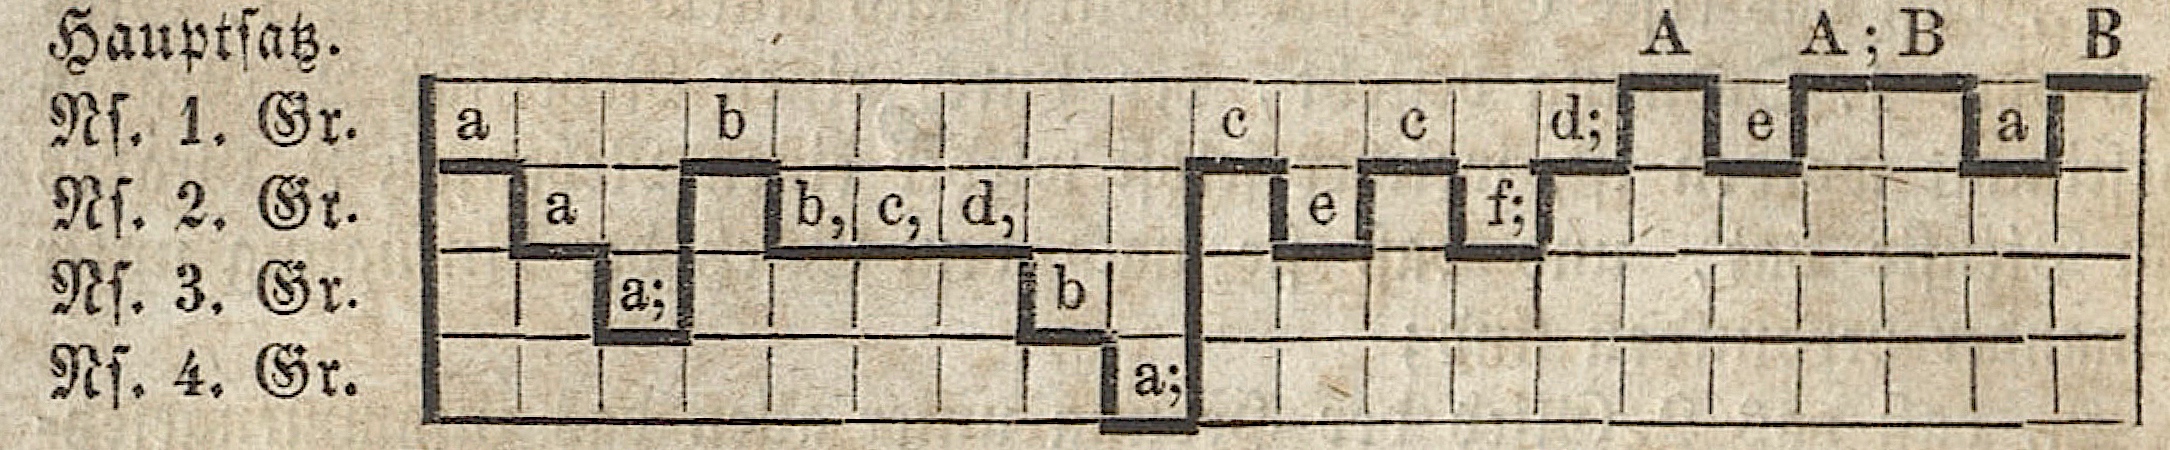 Hauptſatz. A A; B B
Nſ. 1. Gr. a b c c d; e a
Nſ. 2. Gr. a b, c, d, e f;
Nſ. 3. Gr. a; b
Nſ. 4. Gr. a;